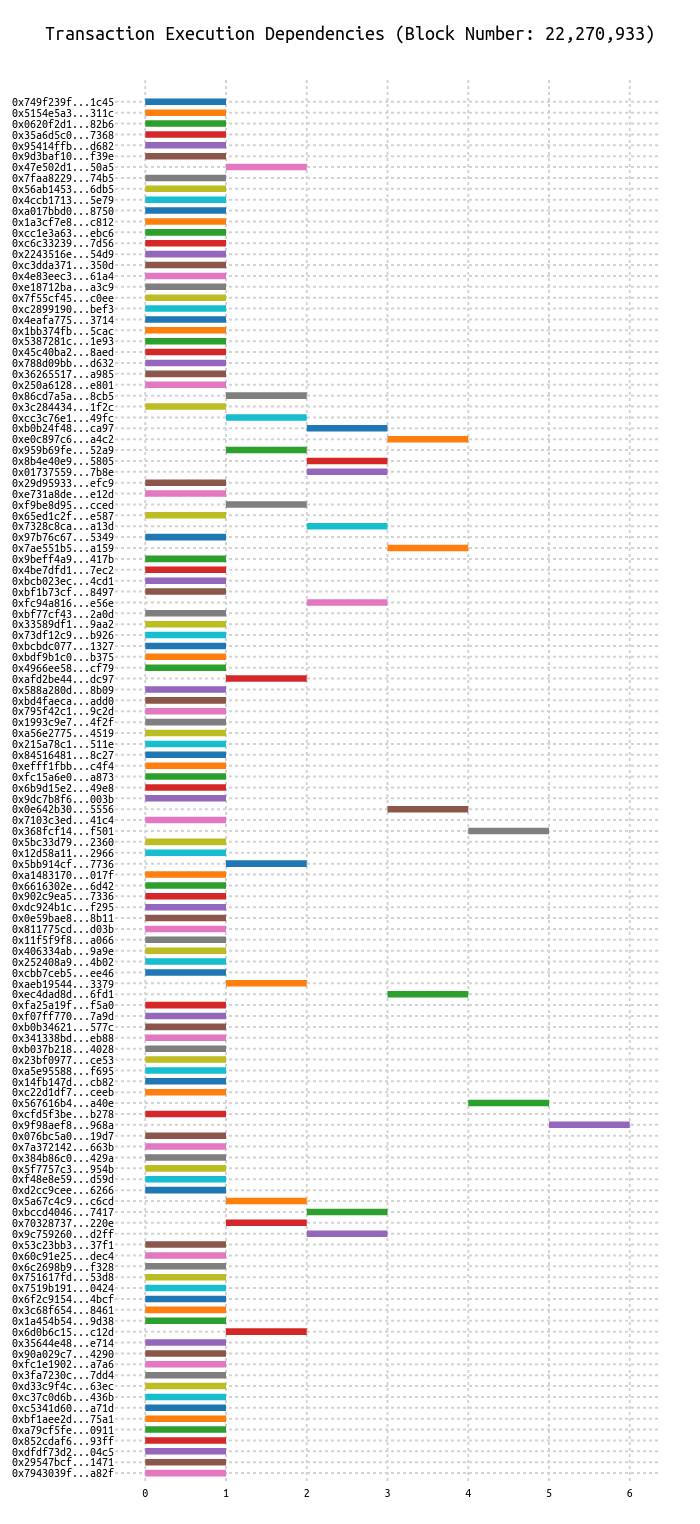 Transaction Execution Dependencies (Block Number: 22,270,933)
0x749f239f...1c45
0x5154e5a3...311c
0x0620f2d1...82b6
0x35a6d5c0...7368
0x95414ffb...d682
0x9d3baf10...f39e
0x47e502d1...50a5
0x7faa8229...74b5
0x56ab1453...6db5
0x4ccb1713...5e79
0xa017bbd0...8750
0x1a3cf7e8...c812
0xcc1e3a63...ebc6
0xc6c33239...7d56
0x2243516e...54d9
0xc3dda371...350d
0x4e83eec3...61a4
0xe18712ba...a3c9
0x7f55cf45...c0ee
0xc2899190...bef3
0x4eafa775...3714
0x1bb374fb...5cac
0x5387281c...1e93
0x45c40ba2...8aed
0x788d09bb...d632
0x36265517...a985
0x250a6128...e801
0x86cd7a5a...8cb5
0x3c284434...1f2c
0xcc3c76e1...49fc
0xb0b24f48...ca97
0xe0c897c6...a4c2
0x959b69fe...52a9
0x8b4e40e9...5805
0x01737559...7b8e
0x29d95933...efc9
0xe731a8de...e12d
0xf9be8d95...cced
0x65ed1c2f...e587
0x7328c8ca...a13d
0x97b76c67...5349
0x7ae551b5...a159
0x9beff4a9...417b
0x4be7dfd1...7ec2
0xbcb023ec...4cd1
0xbf1b73cf...8497
0xfc94a816...e56e
0xbf77cf43...2a0d
0x33589df1...9aa2
0x73df12c9...b926
0xbcbdc077...1327
0xbdf9b1c0...b375
0x4966ee58...cf79
0xafd2be44...dc97
0x588a280d...8b09
0xbd4faeca...add0
0x795f42c1...9c2d
0x1993c9e7...4f2f
0xa56e2775...4519
0x215a78c1...511e
0x84516481...8c27
0xefff1fbb...c4f4
0xfc15a6e0...a873
0x6b9d15e2...49e8
0x9dc7b8f6...003b
0x0e642b30...5556
0x7103c3ed...41c4
0x368fcf14...f501
0x5bc33d79...2360
0x12d58a11...2966
0x5bb914cf...7736
0xa1483170...017f
0x6616302e...6d42
0x902c9ea5...7336
0xdc924b1c...f295
0x0e59bae8...8b11
0x811775cd...d03b
0x11f5f9f8...a066
0x406334ab...9a9e
0x252408a9...4b02
0xcbb7ceb5...ee46
0xaeb19544...3379
0xec4dad8d...6fd1
0xfa25a19f...f5a0
0xf07ff770...7a9d
0xb0b34621...577c
0x341338bd...eb88
0xb037b218...4028
0x23bf0977...ce53
0xa5e95588...f695
0x14fb147d...cb82
0xc22d1df7...ceeb
0x567616b4...a40e
0xcfd5f3be...b278
0x9f98aef8...968a
0x076bc5a0...19d7
0x7a372142...663b
0x384b86c0...429a
0x5f7757c3...954b
0xf48e8e59...d59d
0xd2cc9cee...6266
0x5a67c4c9...c6cd
0xbccd4046...7417
0x70328737...220e
0x9c759260...d2ff
0x53c23bb3...37f1
0x60c91e25...dec4
0x6c2698b9...f328
0x751617fd...53d8
0x7519b191...0424
0x6f2c9154...4bcf
0x3c68f654...8461
0x1a454b54...9d38
0x6d0b6c15...c12d
0x35644e48...e714
0x90a029c7...4290
0xfc1e1902...a7a6
0x3fa7230c...7dd4
0xd33c9f4c...63ec
0xc37c0d6b...436b
0xc5341d60...a71d
0xbf1aee2d...75a1
0xa79cf5fe...0911
0x852cdaf6...93ff
0xdfdf73d2...04c5
0x29547bcf...1471
0x7943039f...a82f
0 1 2 3 4 5 6